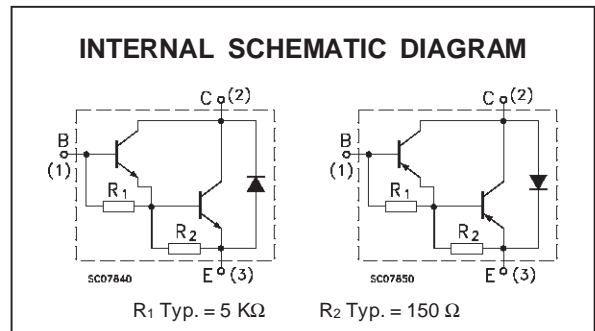 INTERNAL SCHEMATIC DIAGRAM
C (2)
B
(1)
R1
R2
SC07840
E (3)
C (2)
B
(1)
R1
R2
SC07850
E (3)
R1 Typ. = 5 KΩ R2 Typ. = 150 Ω